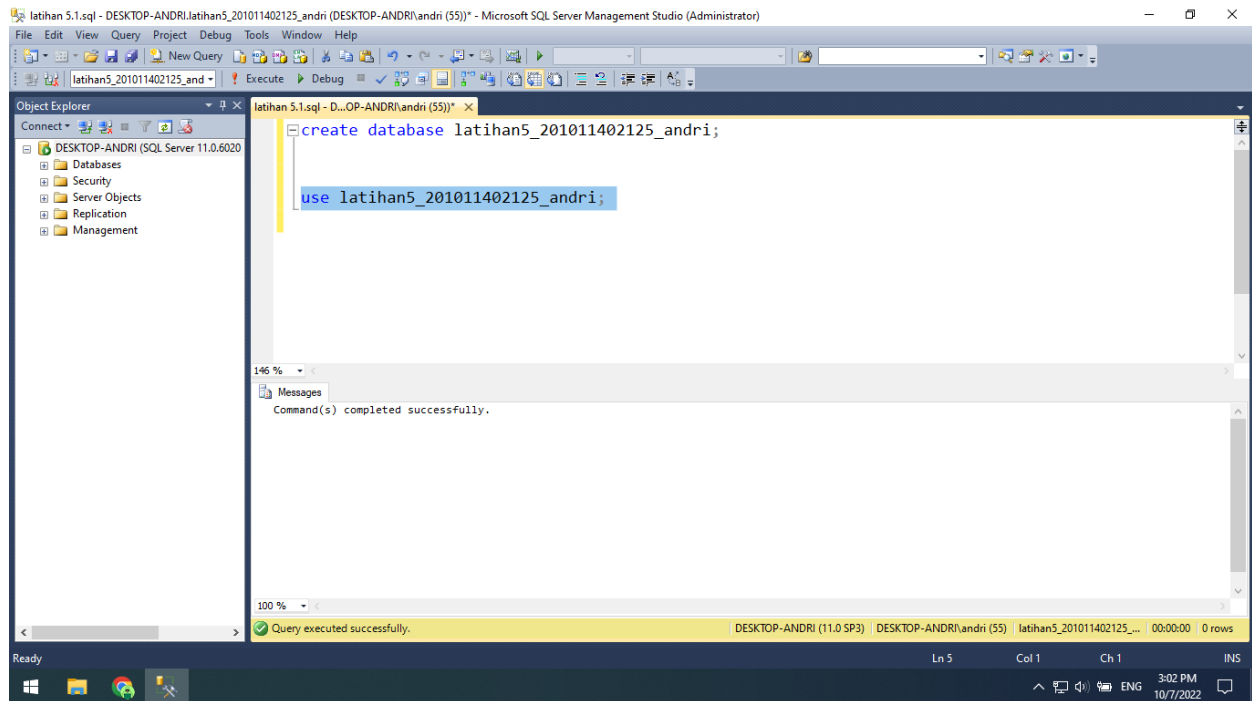 latihan 5.1.sql - DESKTOP-ANDRI.latihan5_201011402125_andri (DESKTOP-ANDRI\andri (55))* - Microsoft SQL Server Management Studio (Administrator)
File Edit View Query Project Debug Tools Window Help
New Query
latihan5_201011402125_and
Execute Debug
Object Explorer
Connect
DESKTOP-ANDRI (SQL Server 11.0.6020
Databases
Security
Server Objects
Replication
Management
latihan 5.1.sql - D...OP-ANDRI\andri (55))*
create database latihan5_201011402125_andri;
use latihan5_201011402125_andri;
146 %
Messages
Command(s) completed successfully.
100 %
Query executed successfully.
DESKTOP-ANDRI (11.0 SP3) DESKTOP-ANDRI\andri (55) latihan5_201011402125_... 00:00:00 0 rows
Ready
Ln 5 Col 1 Ch 1 INS
ENG
3:02 PM
10/7/2022